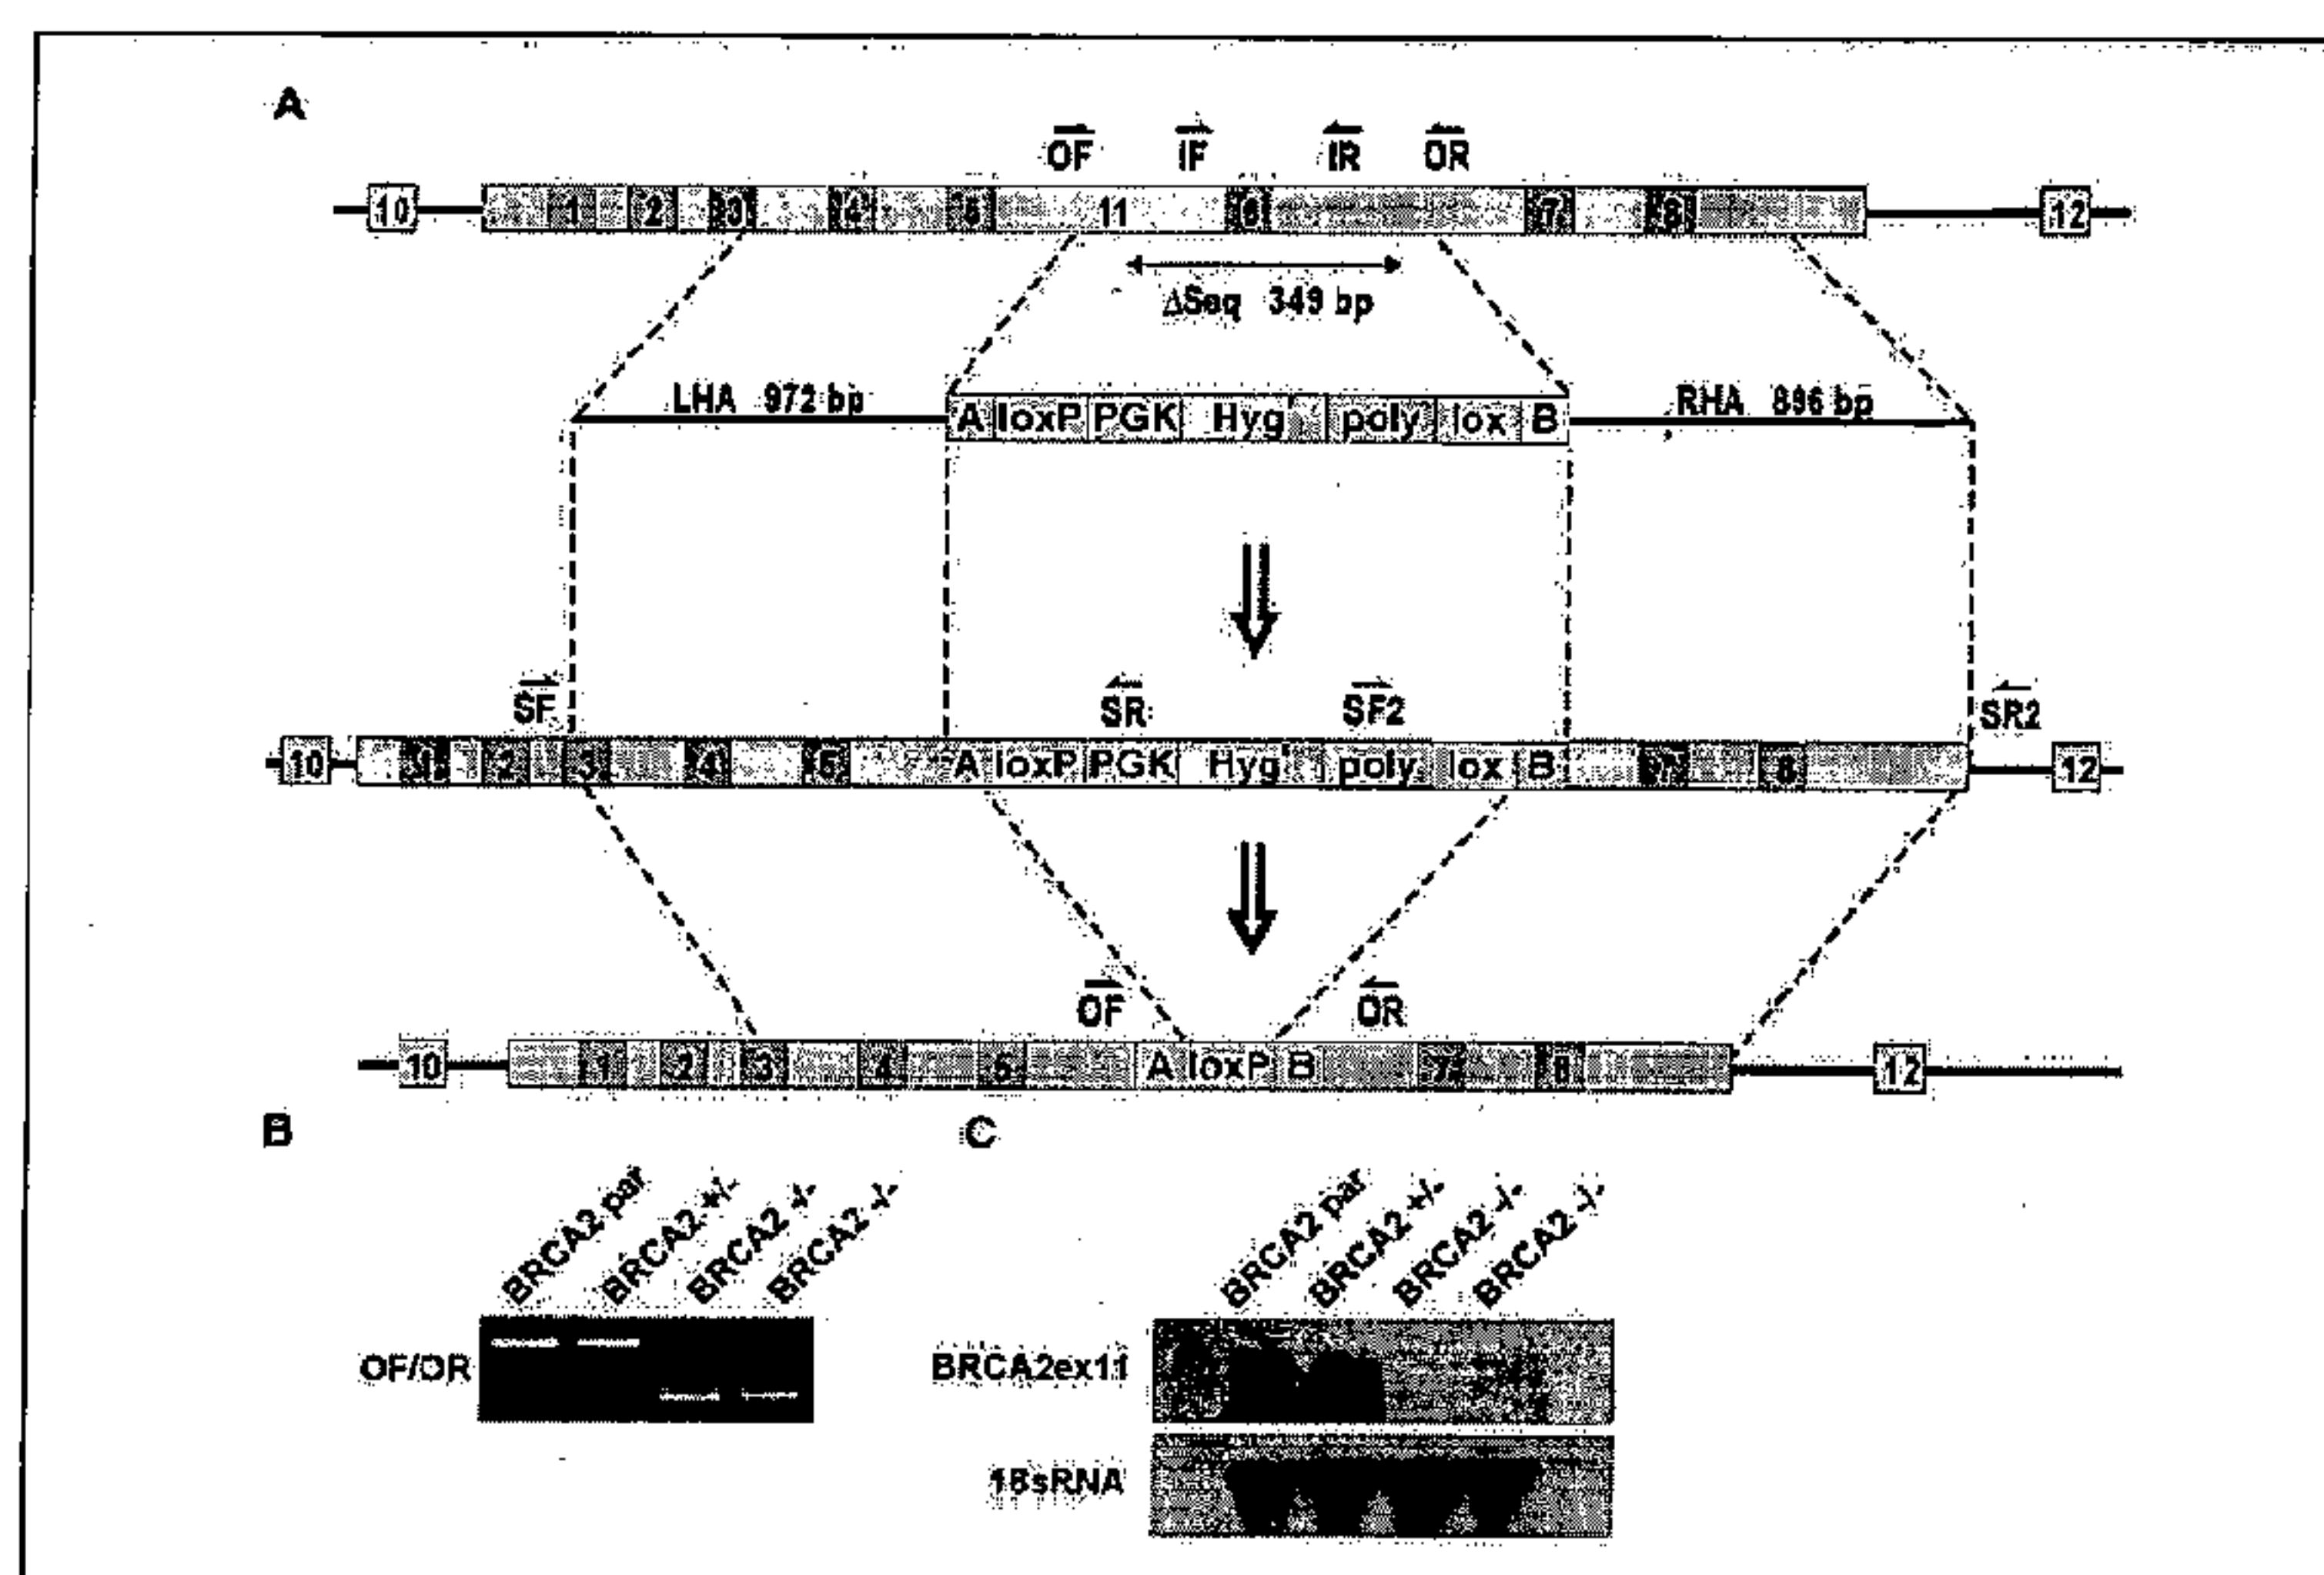 A
OF IF IR OR
10 1 2 3 4 5 11 6 7 8 12
ΔSeq 349 bp
LHA 972 bp
RHA 896 bp
A loxP PGK Hyg poly lox B
SF SR SF2 SR2
10 1 2 3 4 5 A loxP PGK Hyg poly lox B 7 8 12
OF OR
10 1 2 3 4 5 A loxP B 7 8 12
B
C
BRCA2 par
BRCA2 +/-
BRCA2 -/-
BRCA2 -/-
BRCA2 par
BRCA2 +/-
BRCA2 -/-
BRCA2 -/-
OF/OR
BRCA2ex11
18sRNA